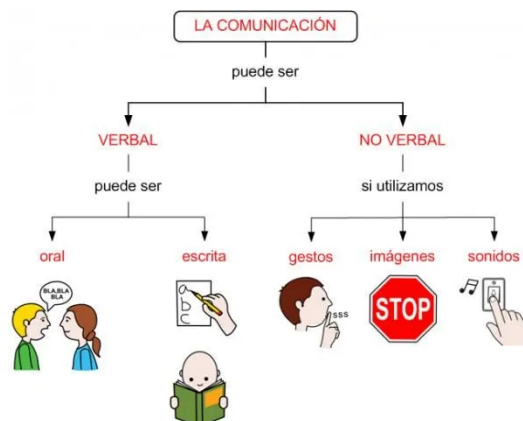 LA COMUNICACIÓN
puede ser
VERBAL
NO VERBAL
puede ser
si utilizamos
oral
escrita
gestos
imágenes
sonidos
BLA,BLA
BLA
a
b
c
sss
STOP